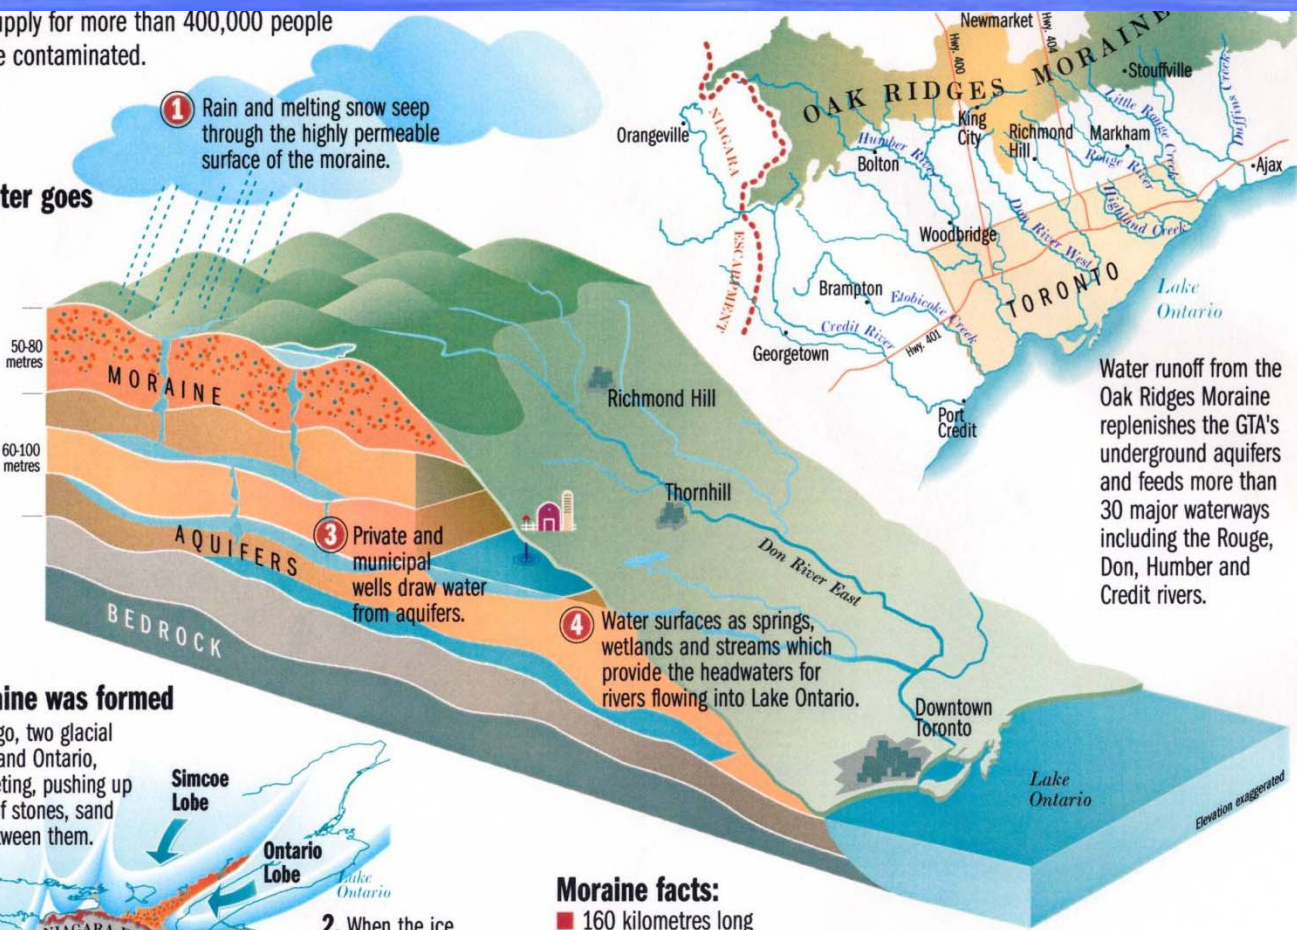 upply for more than 400,000 people
e contaminated.
1 Rain and melting snow seep
through the highly permeable
surface of the moraine.
ter goes
50-80
metres
60-100
metres
MORAINE
AQUIFERS
BEDROCK
3 Private and
municipal
wells draw water
from aquifers.
4 Water surfaces as springs,
wetlands and streams which
provide the headwaters for
rivers flowing into Lake Ontario.
Richmond Hill
Thornhill
Don River East
Downtown
Toronto
Lake
Ontario
Elevation exaggerated
Newmarket
Hwy. 400
Hwy. 404
OAK RIDGES MORAINE
Stouffville
Orangeville
NIAGARA
ESCARPMENT
King
City
Richmond
Hill
Markham
Little Rouge Creek
Duffins Creek
Ajax
Humber River
Bolton
Rouge River
Highland Creek
Woodbridge
Don River West
TORONTO
Brampton
Etobicoke Creek
Credit River
Georgetown
Hwy. 401
Port
Credit
Lake
Ontario
Water runoff from the
Oak Ridges Moraine
replenishes the GTA's
underground aquifers
and feeds more than
30 major waterways
including the Rouge,
Don, Humber and
Credit rivers.
aine was formed
go, two glacial
and Ontario,
eting, pushing up
f stones, sand
tween them.
Simcoe
Lobe
Ontario
Lobe
Lake
Ontario
NIAGARA
2. When the ice
Moraine facts:
160 kilometres long